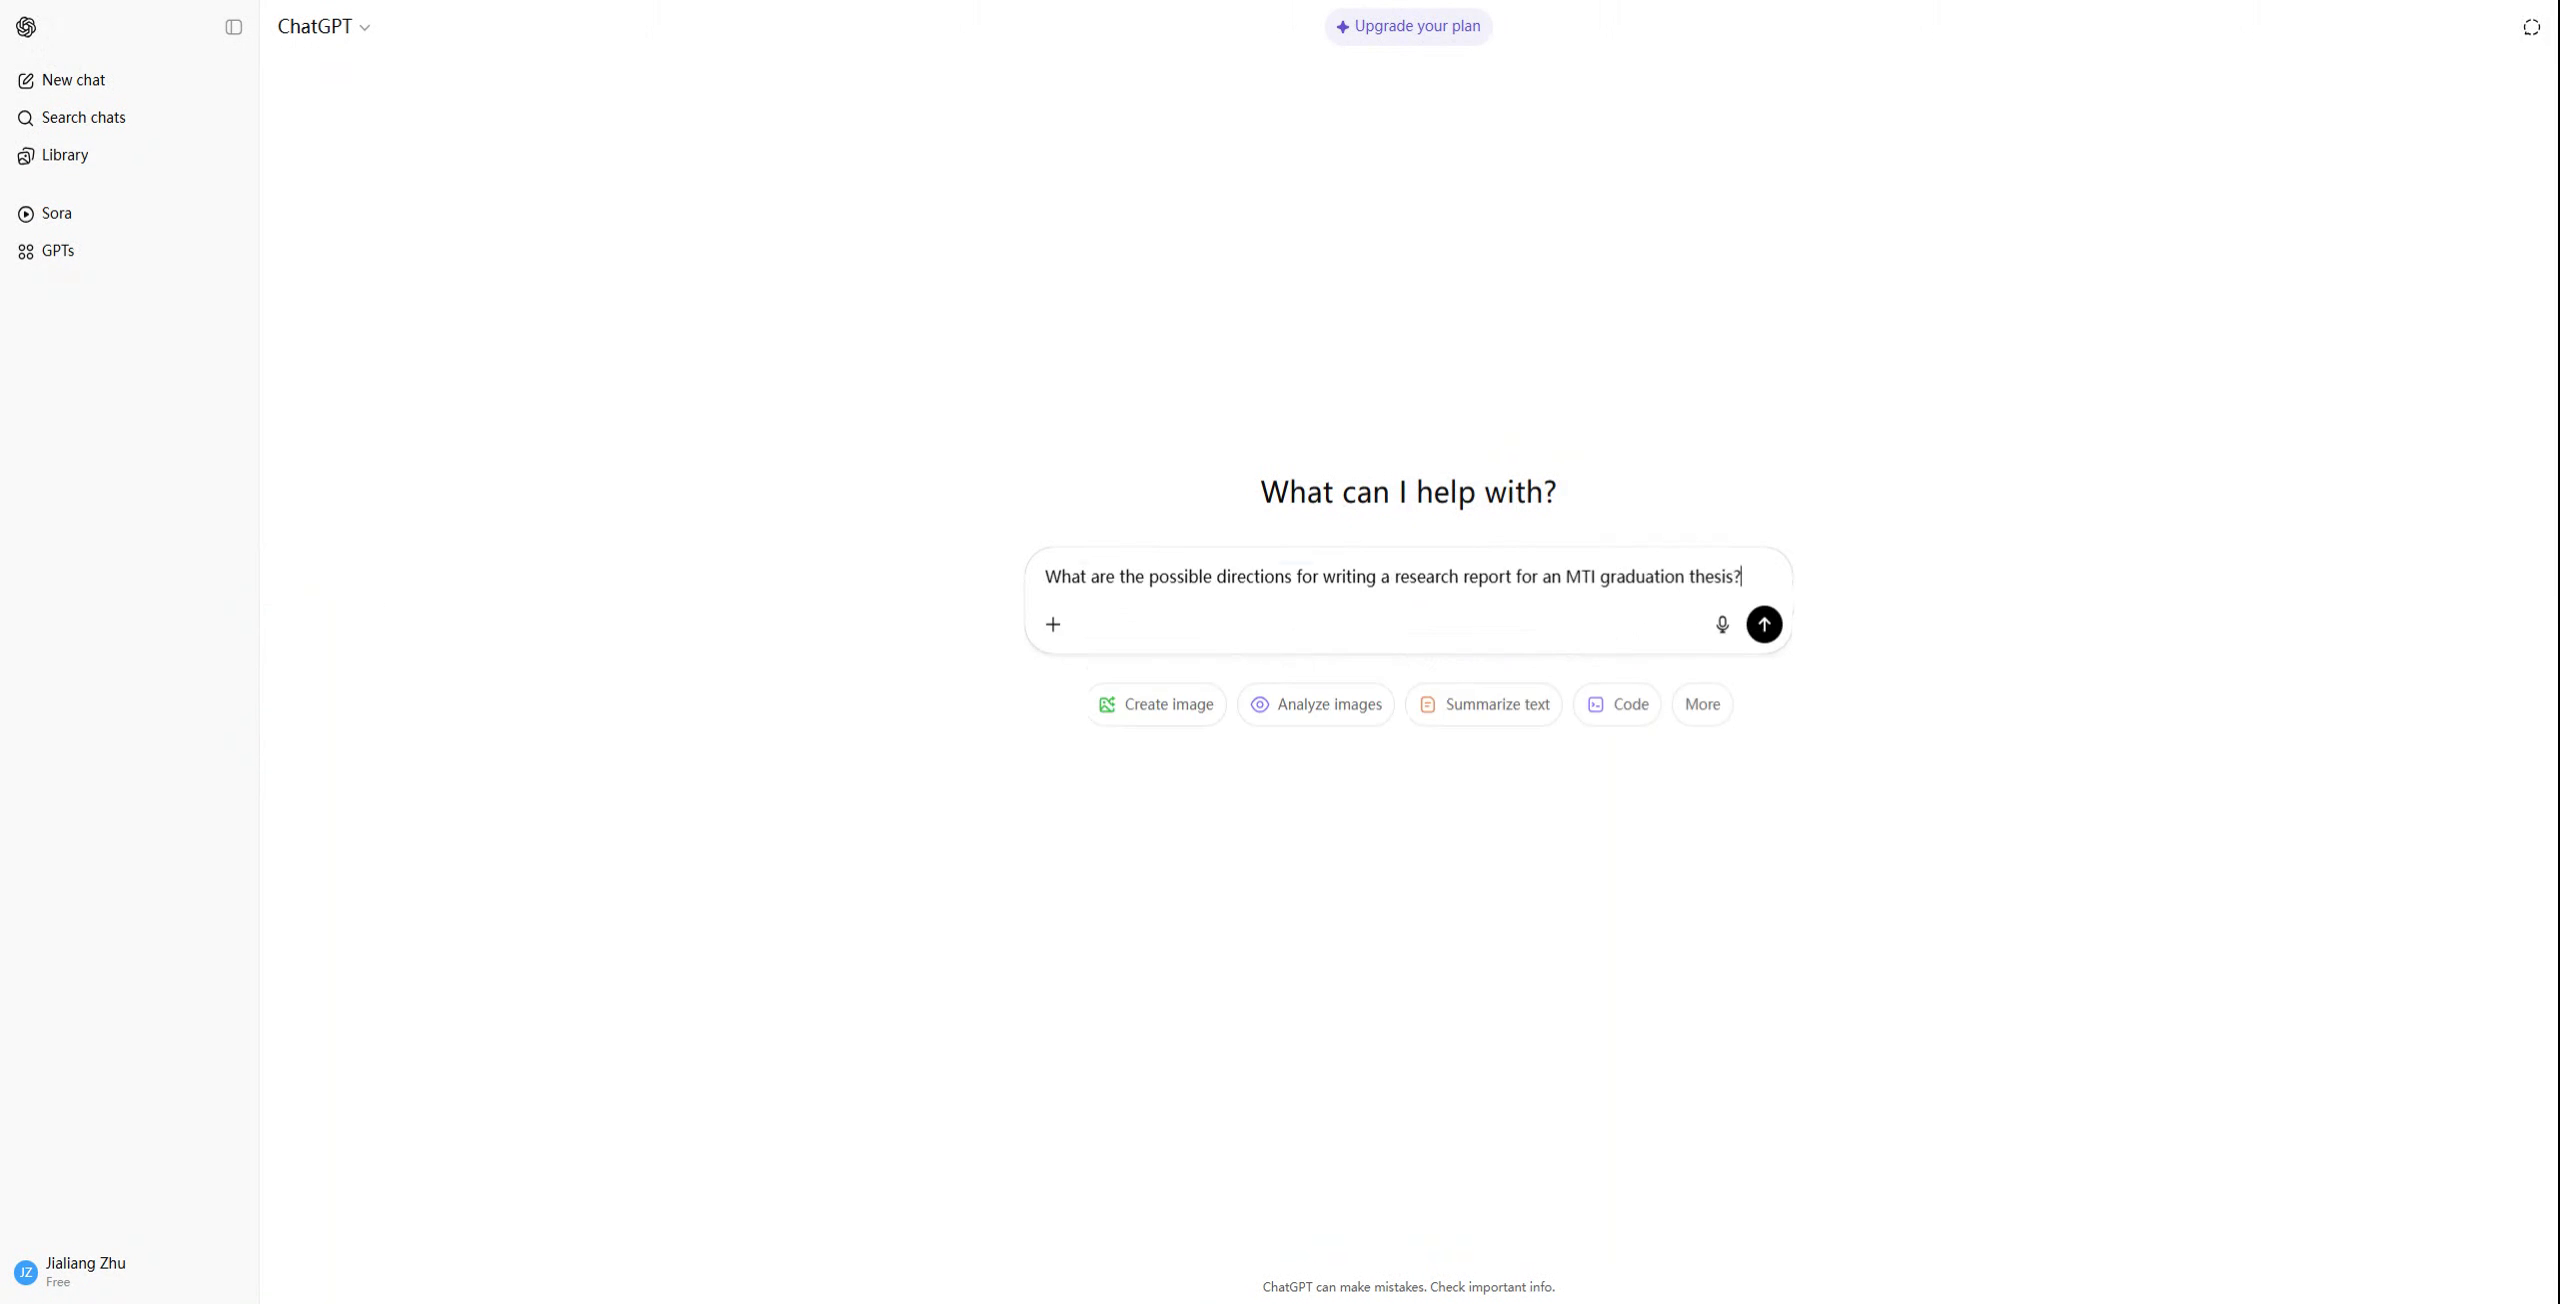 ChatGPT
Upgrade your plan
New chat
Search chats
Library
Sora
GPTs
What can I help with?
What are the possible directions for writing a research report for an MTI graduation thesis?
Create image
Analyze images
Summarize text
Code
More
JZ
Jialiang Zhu
Free
ChatGPT can make mistakes. Check important info.